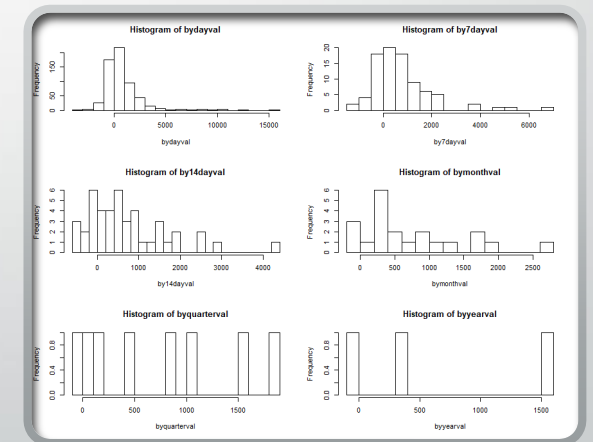 Histogram of bydayval
Frequency
0 50 150
0 5000 10000 15000
bydayval
Histogram of by7dayval
Frequency
0 5 10 15 20
0 2000 4000 6000
by7dayval
Histogram of by14dayval
Frequency
0 1 2 3 4 5 6
0 1000 2000 3000 4000
by14dayval
Histogram of bymonthval
Frequency
0 1 2 3 4 5 6
0 500 1000 1500 2000 2500
bymonthval
Histogram of byquarterval
Frequency
0.0 0.4 0.8
0 500 1000 1500
byquarterval
Histogram of byyearval
Frequency
0.0 0.4 0.8
0 500 1000 1500
byyearval